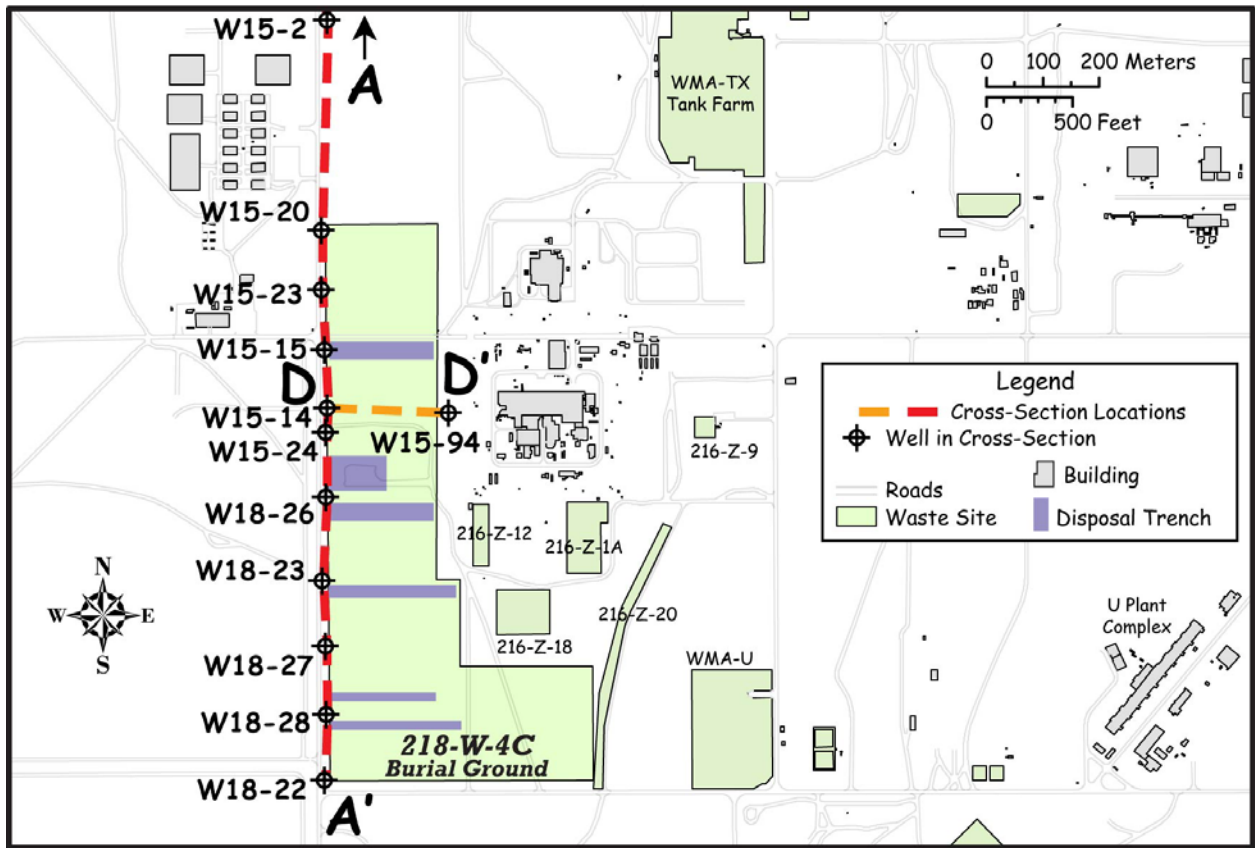 W15-2
A
WMA-TX
Tank Farm
0 100 200 Meters
0 500 Feet
W15-20
W15-23
W15-15
D
D'
W15-14
W15-94
W15-24
216-Z-9
Legend
Cross-Section Locations
Well in Cross-Section
Building
Roads
Waste Site
Disposal Trench
W18-26
216-Z-12
216-Z-1A
W18-23
N
W E
S
216-Z-20
216-Z-18
U Plant
Complex
W18-27
WMA-U
W18-28
218-W-4C
Burial Ground
W18-22
A'